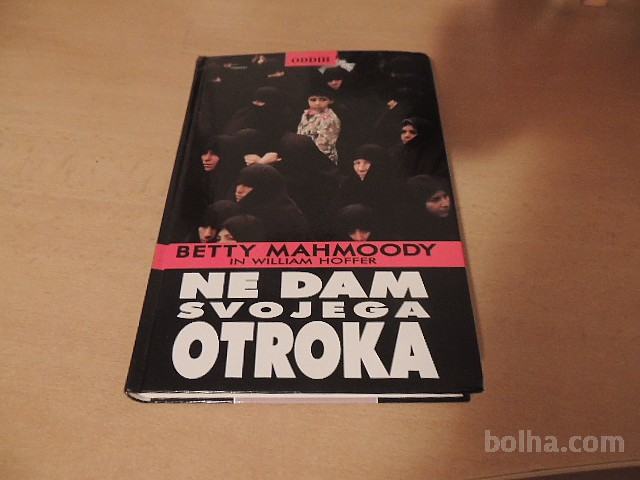 ODDIH
BETTY MAHMOODY
IN WILLIAM HOFFER
NE DAM
SVOJEGA
OTROKA
bolha.com